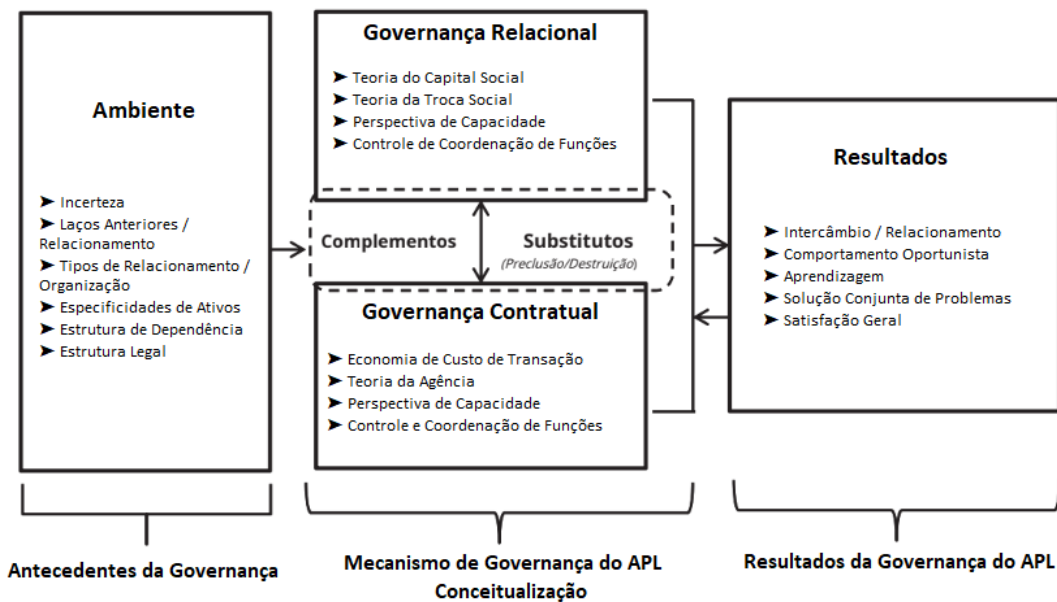 Ambiente
➤ Incerteza
➤ Laços Anteriores /
Relacionamento
➤ Tipos de Relacionamento /
Organização
➤ Especificidades de Ativos
➤ Estrutura de Dependência
➤ Estrutura Legal
Governança Relacional
➤ Teoria do Capital Social
➤ Teoria da Troca Social
➤ Perspectiva de Capacidade
➤ Controle de Coordenação de Funções
Complementos
Substitutos
(Preclusão/Destruição)
Governança Contratual
➤ Economia de Custo de Transação
➤ Teoria da Agência
➤ Perspectiva de Capacidade
➤ Controle e Coordenação de Funções
Resultados
➤ Intercâmbio / Relacionamento
➤ Comportamento Oportunista
➤ Aprendizagem
➤ Solução Conjunta de Problemas
➤ Satisfação Geral
Antecedentes da Governança
Mecanismo de Governança do APL
Conceitualização
Resultados da Governança do APL